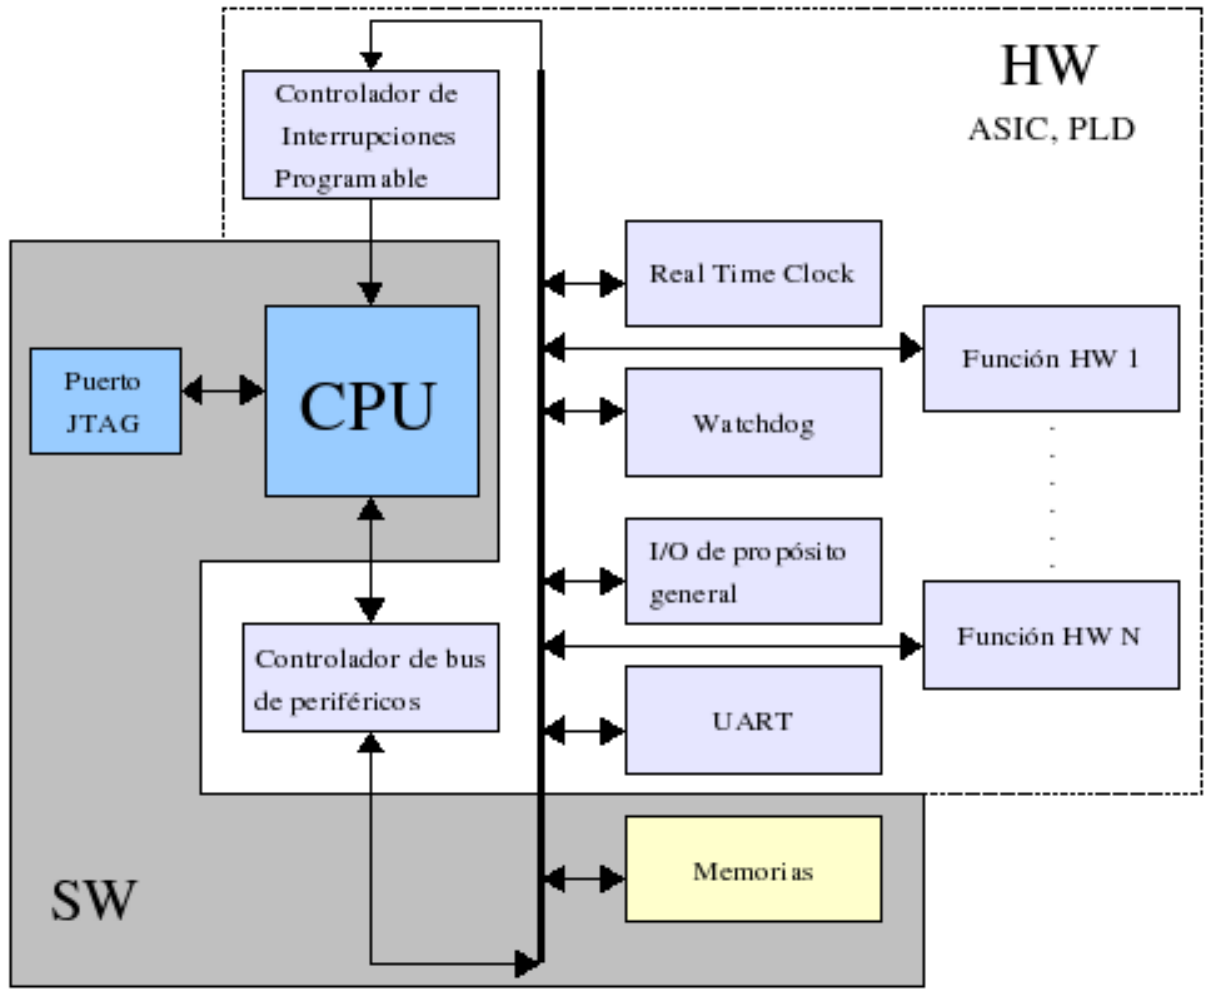 HW
ASIC, PLD
Controlador de
Interrupciones
Programable
Real Time Clock
Función HW 1
Puerto
JTAG
CPU
Watchdog
I/O de propósito
general
Función HW N
Controlador de bus
de periféricos
UART
Memorias
SW